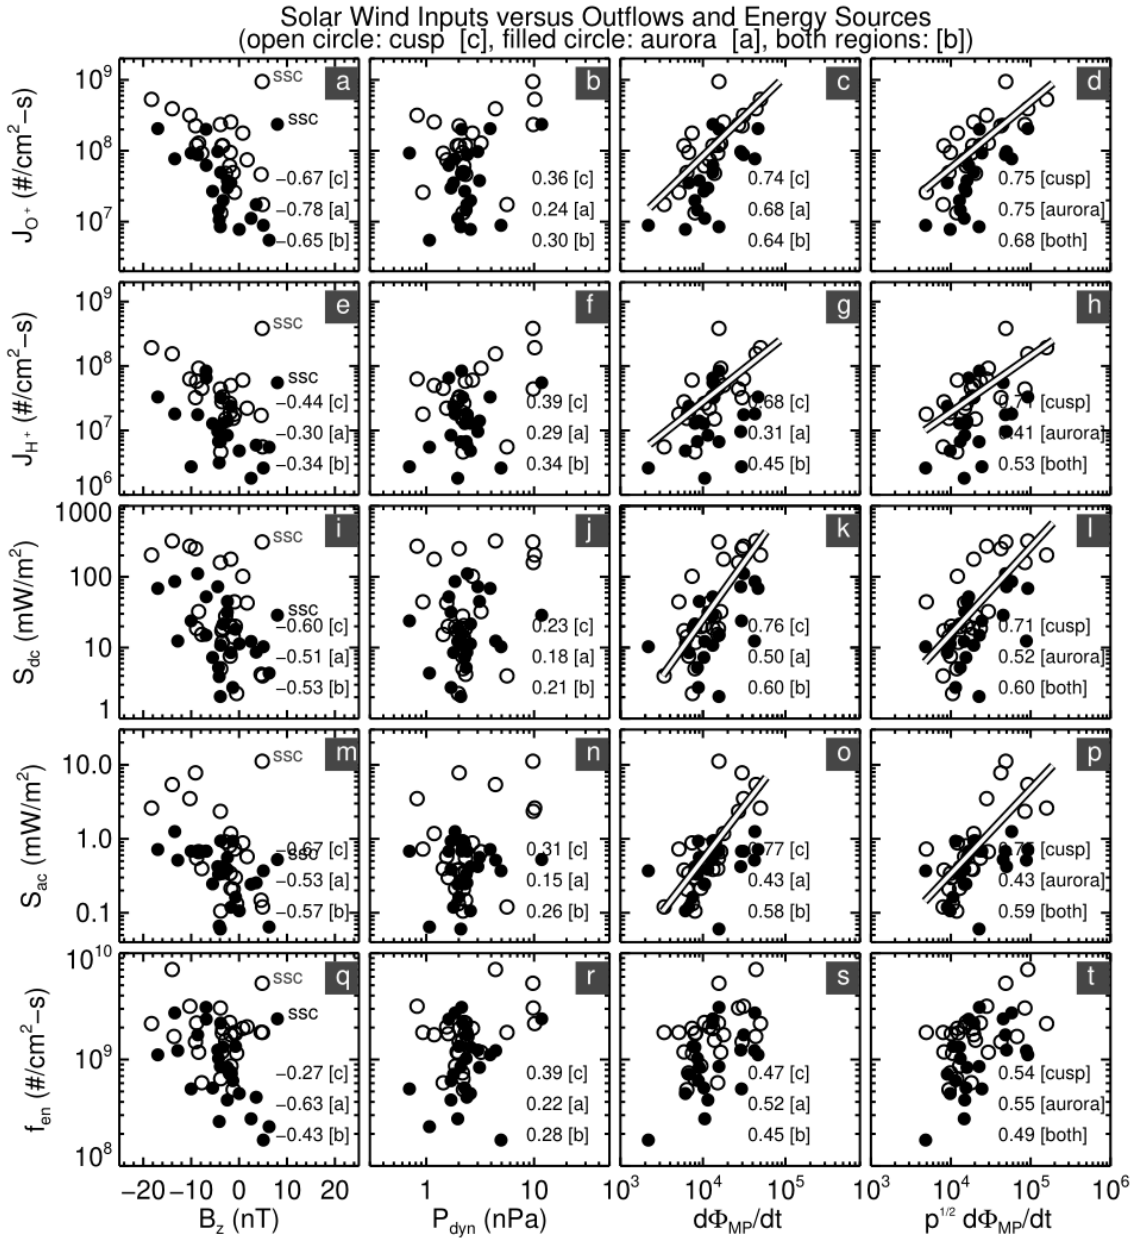 Solar Wind Inputs versus Outflows and Energy Sources
(open circle: cusp [c], filled circle: aurora [a], both regions: [b])
J_O⁺ (#/cm²−s)
10⁹
10⁸
10⁷
a
ssc
ssc
−0.67 [c]
−0.78 [a]
−0.65 [b]
b
0.36 [c]
0.24 [a]
0.30 [b]
c
0.74 [c]
0.68 [a]
0.64 [b]
d
0.75 [cusp]
0.75 [aurora]
0.68 [both]
J_H⁺ (#/cm²−s)
10⁹
10⁸
10⁷
10⁶
e
ssc
ssc
−0.44 [c]
−0.30 [a]
−0.34 [b]
f
0.39 [c]
0.29 [a]
0.34 [b]
g
0.68 [c]
0.31 [a]
0.45 [b]
h
[cusp]
0.41 [aurora]
0.53 [both]
S_dc (mW/m²)
1000
100
10
1
i
ssc
ssc
−0.60 [c]
−0.51 [a]
−0.53 [b]
j
0.23 [c]
0.18 [a]
0.21 [b]
k
0.76 [c]
0.50 [a]
0.60 [b]
l
0.71 [cusp]
0.52 [aurora]
0.60 [both]
S_ac (mW/m²)
10.0
1.0
0.1
m
ssc
ssc
−0.67 [c]
−0.53 [a]
−0.57 [b]
n
0.31 [c]
0.15 [a]
0.26 [b]
o
0.77 [c]
0.43 [a]
0.58 [b]
p
[cusp]
0.43 [aurora]
0.59 [both]
f_en (#/cm²−s)
10¹⁰
10⁹
10⁸
q
ssc
ssc
−0.27 [c]
−0.63 [a]
−0.43 [b]
r
0.39 [c]
0.22 [a]
0.28 [b]
s
0.47 [c]
0.52 [a]
0.45 [b]
t
0.54 [cusp]
0.55 [aurora]
0.49 [both]
−20 −10 0 10 20
B_z (nT)
1 10
P_dyn (nPa)
10³ 10⁴ 10⁵
dΦ_MP/dt
10³ 10⁴ 10⁵ 10⁶
p^1/2 dΦ_MP/dt